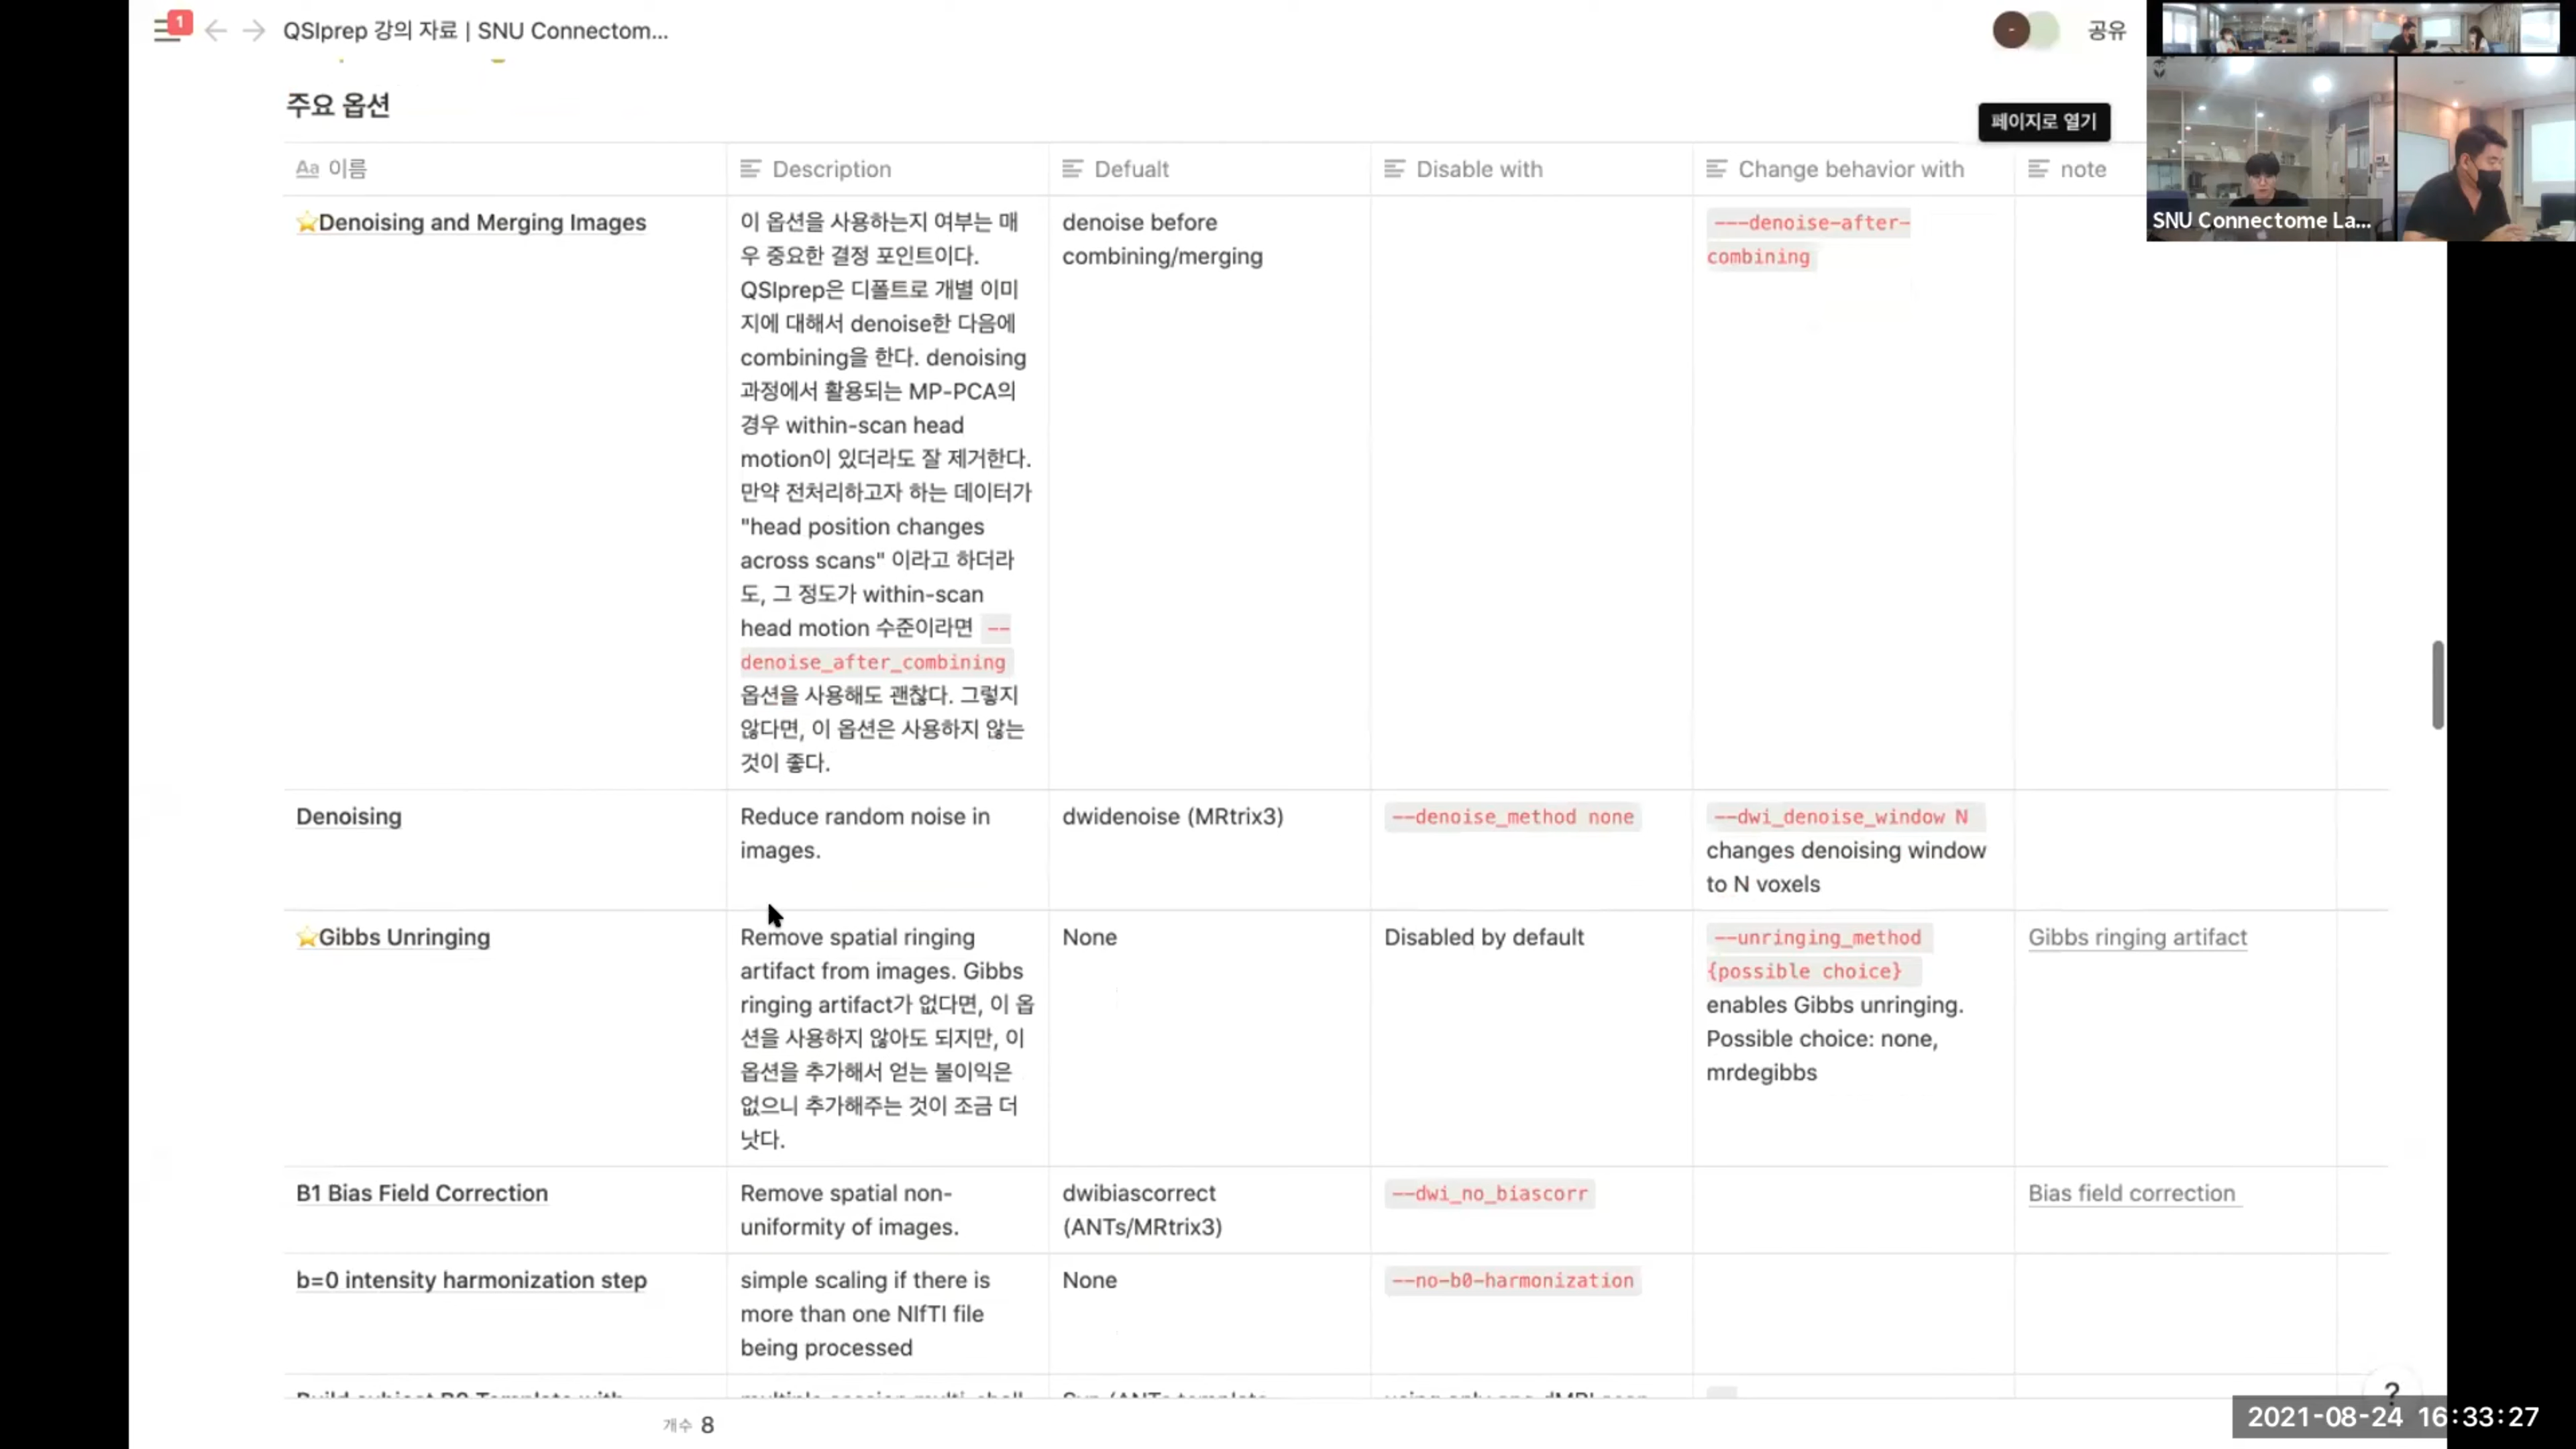 1
QSIprep 강의 자료 | SNU Connectom...
공유
주요 옵션
페이지로 열기
SNU Connectome La...
Aa 이름
Description
Defualt
Disable with
Change behavior with
note
⭐Denoising and Merging Images
이 옵션을 사용하는지 여부는 매
우 중요한 결정 포인트이다.
QSIprep은 디폴트로 개별 이미
지에 대해서 denoise한 다음에
combining을 한다. denoising
과정에서 활용되는 MP-PCA의
경우 within-scan head
motion이 있더라도 잘 제거한다.
만약 전처리하고자 하는 데이터가
"head position changes
across scans" 이라고 하더라
도, 그 정도가 within-scan
head motion 수준이라면 --
denoise_after_combining
옵션을 사용해도 괜찮다. 그렇지
않다면, 이 옵션은 사용하지 않는
것이 좋다.
denoise before
combining/merging
---denoise-after-
combining
Denoising
Reduce random noise in
images.
dwidenoise (MRtrix3)
--denoise_method none
--dwi_denoise_window N
changes denoising window
to N voxels
⭐Gibbs Unringing
Remove spatial ringing
artifact from images. Gibbs
ringing artifact가 없다면, 이 옵
션을 사용하지 않아도 되지만, 이
옵션을 추가해서 얻는 불이익은
없으니 추가해주는 것이 조금 더
낫다.
None
Disabled by default
--unringing_method
{possible choice}
enables Gibbs unringing.
Possible choice: none,
mrdegibbs
Gibbs ringing artifact
B1 Bias Field Correction
Remove spatial non-
uniformity of images.
dwibiascorrect
(ANTs/MRtrix3)
--dwi_no_biascorr
Bias field correction
b=0 intensity harmonization step
simple scaling if there is
more than one NIfTI file
being processed
None
--no-b0-harmonization
개수 8
?
2021-08-24 16:33:27